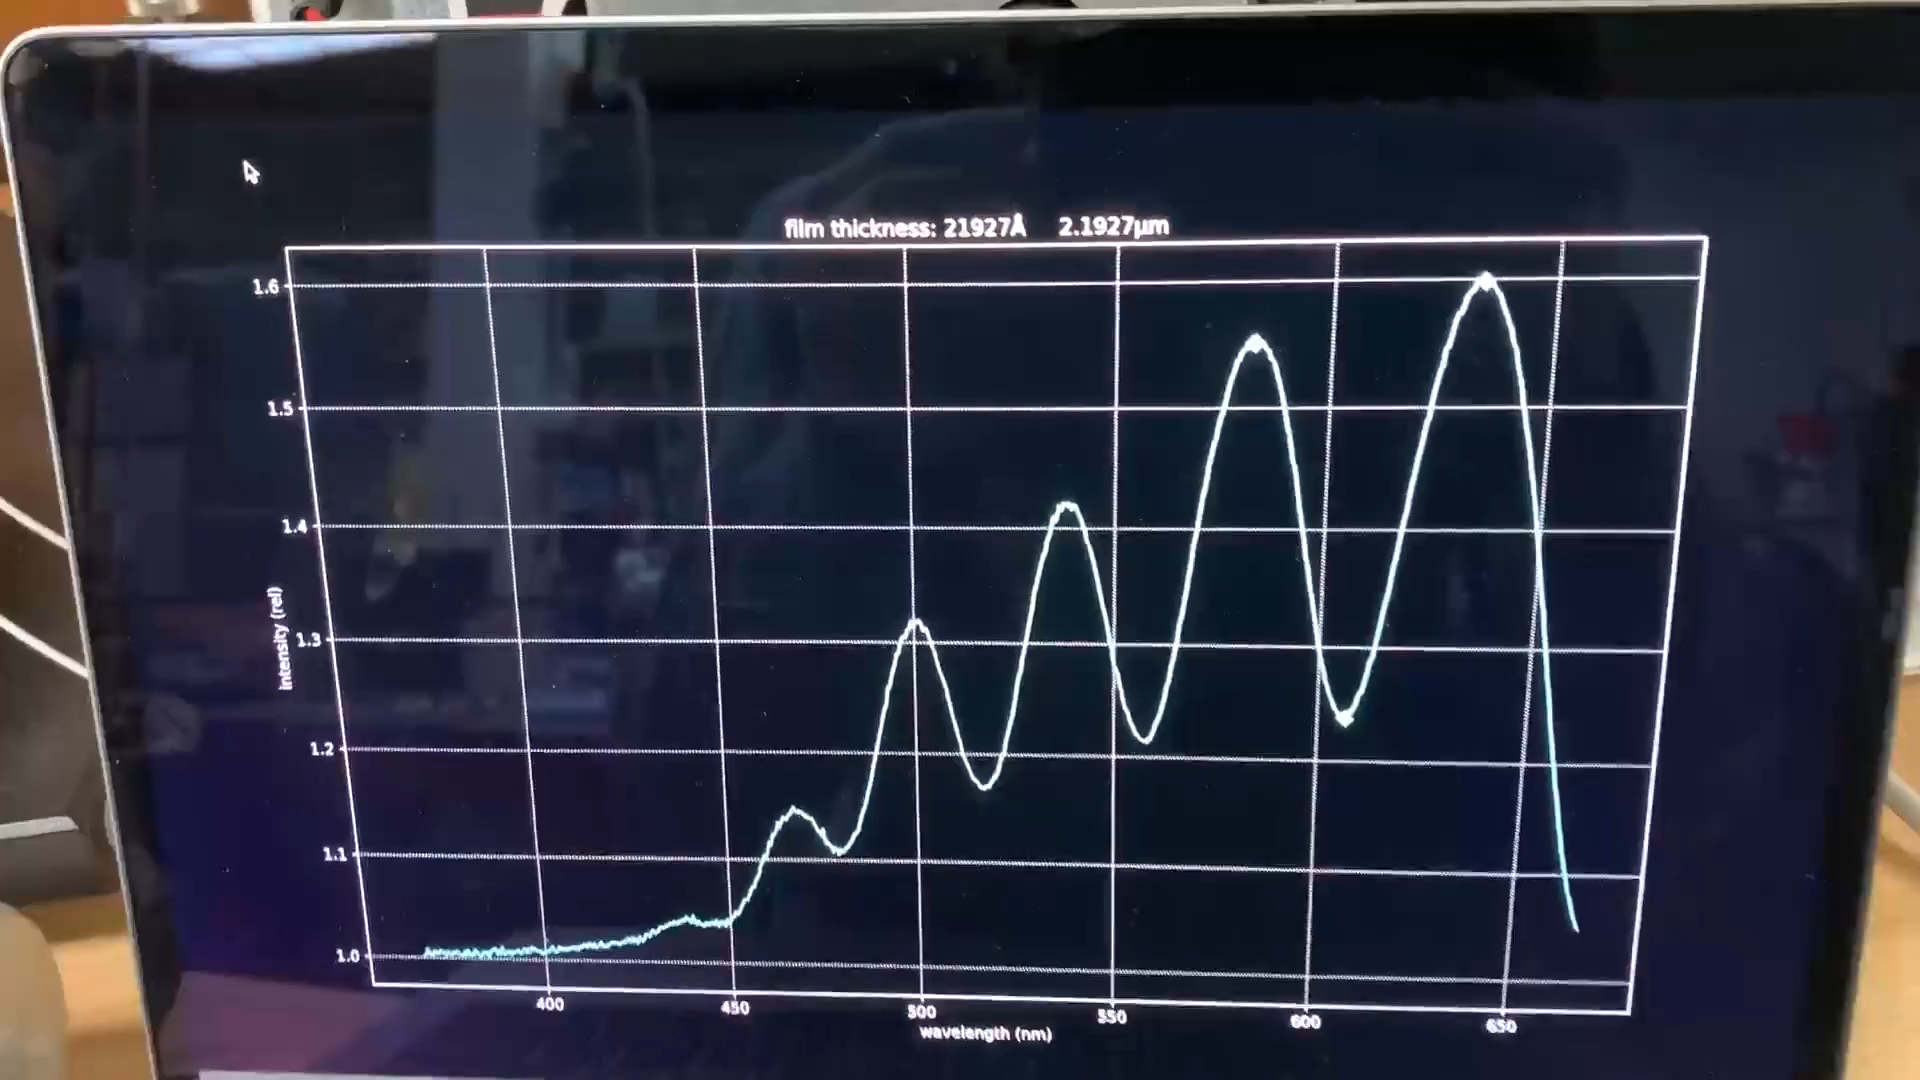 film thickness: 21927Å 2.1927µm
1.6
1.5
1.4
1.3
1.2
1.1
1.0
intensity (rel)
400 450 500 550 600 650
wavelength (nm)